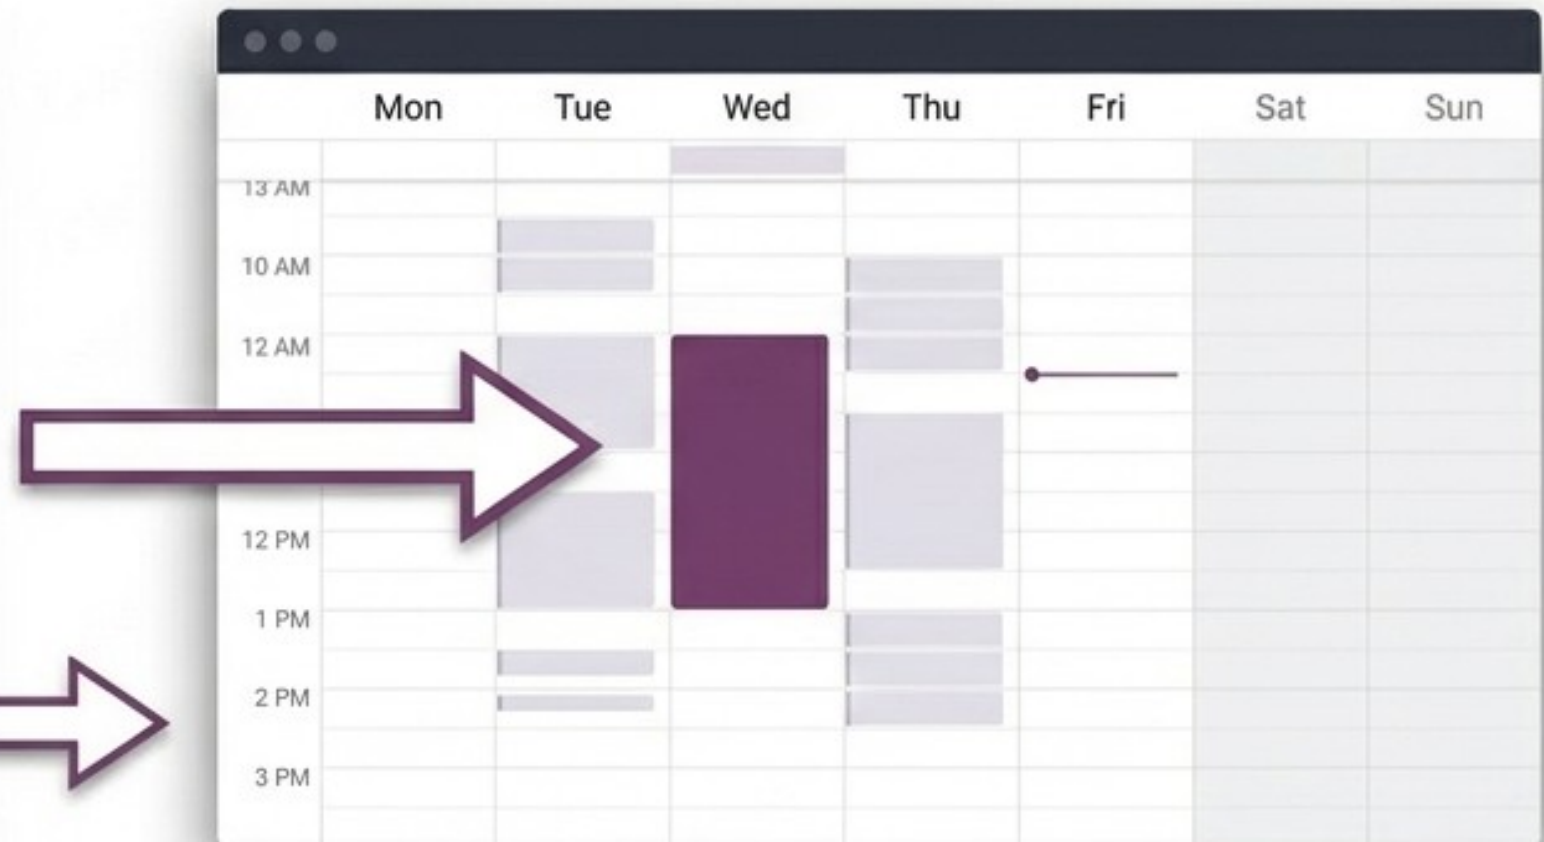 Mon Tue Wed Thu Fri Sat Sun
13 AM
10 AM
12 AM
12 PM
1 PM
2 PM
3 PM